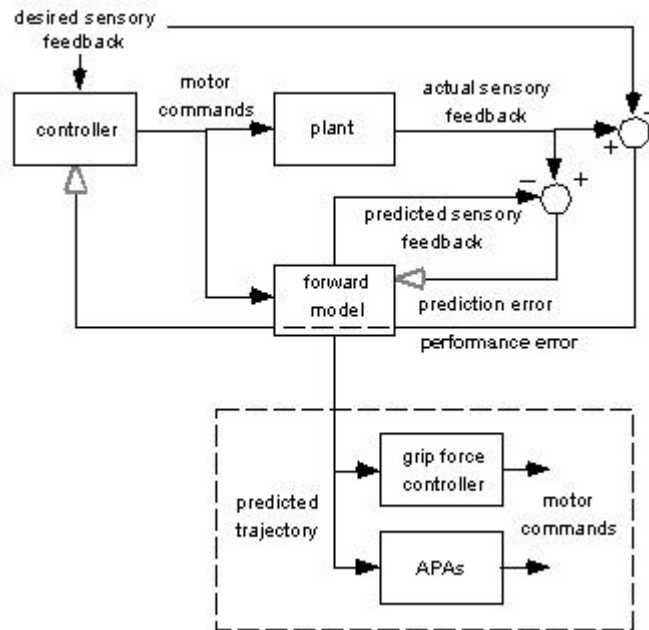 desired sensory
feedback
motor
commands
actual sensory
feedback
controller
plant
−
+
−
+
predicted sensory
feedback
forward
model
prediction error
performance error
grip force
controller
predicted
trajectory
motor
commands
APAs